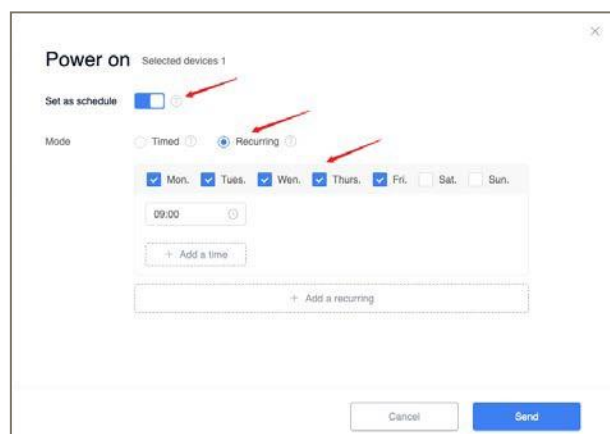 Power on Selected devices 1
Set as schedule
Mode Timed Recurring
Mon. Tues. Wen. Thurs. Fri. Sat. Sun.
09:00
+ Add a time
+ Add a recurring
Cancel Send